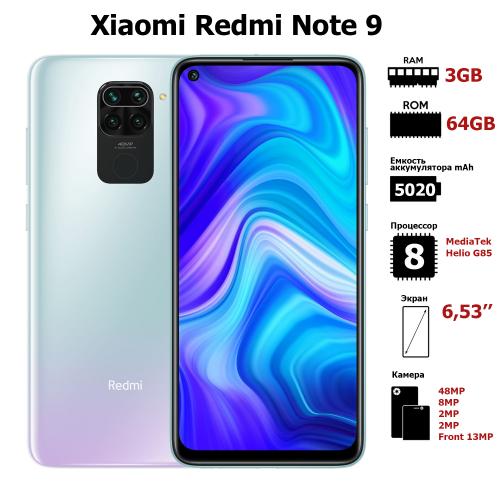 Xiaomi Redmi Note 9
RAM
3GB
ROM
64GB
Емкость
аккумулятора mAh
5020
Процессор
8
MediaTek
Helio G85
Экран
6,53’’
Камера
48MP
8MP
2MP
2MP
Front 13MP
48MP
Redmi